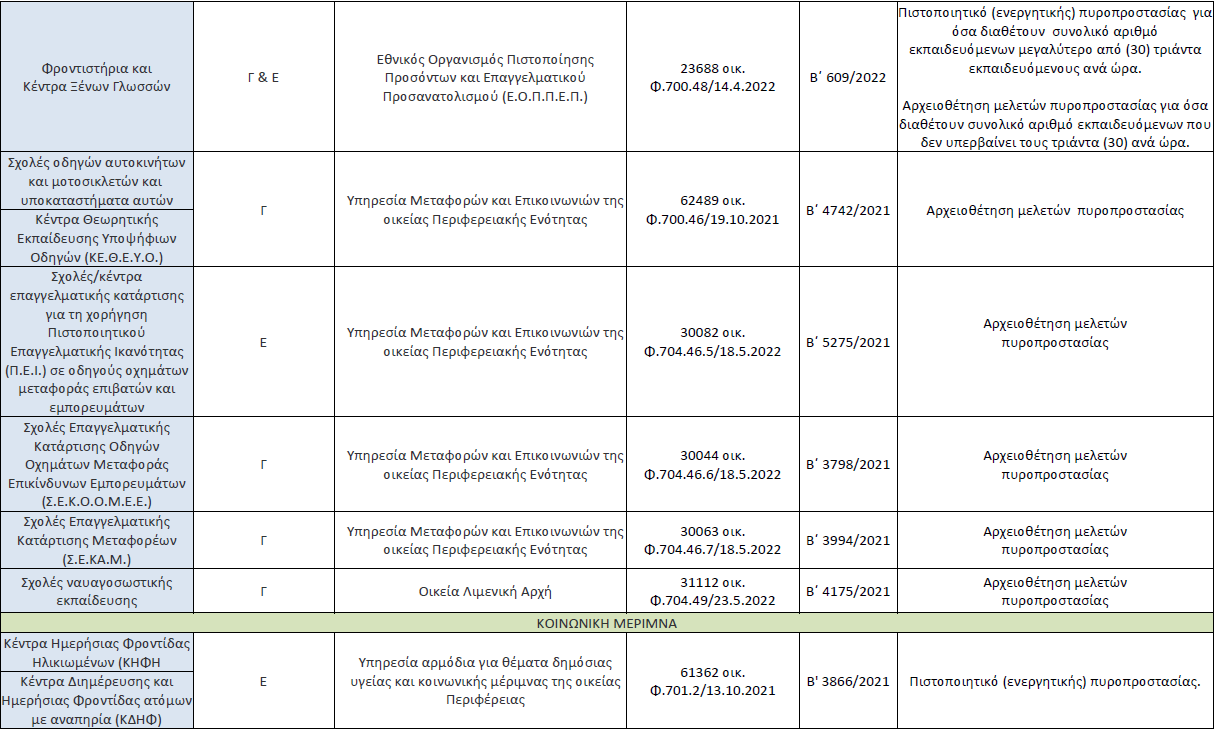 Φροντιστήρια και
Κέντρα Ξένων Γλωσσών
Γ & Ε
Εθνικός Οργανισμός Πιστοποίησης
Προσόντων και Επαγγελματικού
Προσανατολισμού (Ε.Ο.Π.Π.Ε.Π.)
23688 οικ.
Φ.700.48/14.4.2022
Β΄ 609/2022
Πιστοποιητικό (ενεργητικής) πυροπροστασίας για
όσα διαθέτουν συνολικό αριθμό
εκπαιδευόμενων μεγαλύτερο από (30) τριάντα
εκπαιδευόμενους ανά ώρα.
Αρχειοθέτηση μελετών πυροπροστασίας για όσα
διαθέτουν συνολικό αριθμό εκπαιδευόμενων που
δεν υπερβαίνει τους τριάντα (30) ανά ώρα.
Σχολές οδηγών αυτοκινήτων
και μοτοσικλετών και
υποκαταστήματα αυτών
Κέντρα Θεωρητικής
Εκπαίδευσης Υποψήφιων
Οδηγών (ΚΕ.Θ.Ε.Υ.Ο.)
Γ
Υπηρεσία Μεταφορών και Επικοινωνιών της
οικείας Περιφερειακής Ενότητας
62489 οικ.
Φ.700.46/19.10.2021
Β΄ 4742/2021
Αρχειοθέτηση μελετών πυροπροστασίας
Σχολές/κέντρα
επαγγελματικής κατάρτισης
για τη χορήγηση
Πιστοποιητικού
Επαγγελματικής Ικανότητας
(Π.Ε.Ι.) σε οδηγούς οχημάτων
μεταφοράς επιβατών και
εμπορευμάτων
Ε
Υπηρεσία Μεταφορών και Επικοινωνιών της
οικείας Περιφερειακής Ενότητας
30082 οικ.
Φ.704.46.5/18.5.2022
Β΄ 5275/2021
Αρχειοθέτηση μελετών
πυροπροστασίας
Σχολές Επαγγελματικής
Κατάρτισης Οδηγών
Οχημάτων Μεταφοράς
Επικίνδυνων Εμπορευμάτων
(Σ.Ε.Κ.Ο.Ο.Μ.Ε.Ε.)
Γ
Υπηρεσία Μεταφορών και Επικοινωνιών της
οικείας Περιφερειακής Ενότητας
30044 οικ.
Φ.704.46.6/18.5.2022
Β΄ 3798/2021
Αρχειοθέτηση μελετών
πυροπροστασίας
Σχολές Επαγγελματικής
Κατάρτισης Μεταφορέων
(Σ.Ε.ΚΑ.Μ.)
Γ
Υπηρεσία Μεταφορών και Επικοινωνιών της
οικείας Περιφερειακής Ενότητας
30063 οικ.
Φ.704.46.7/18.5.2022
Β΄ 3994/2021
Αρχειοθέτηση μελετών
πυροπροστασίας
Σχολές ναυαγοσωστικής
εκπαίδευσης
Γ
Οικεία Λιμενική Αρχή
31112 οικ.
Φ.704.49/23.5.2022
Β΄ 4175/2021
Αρχειοθέτηση μελετών
πυροπροστασίας
ΚΟΙΝΩΝΙΚΗ ΜΕΡΙΜΝΑ
Κέντρα Ημερήσιας Φροντίδας
Ηλικιωμένων (ΚΗΦΗ
Κέντρα Διημέρευσης και
Ημερήσιας Φροντίδας ατόμων
με αναπηρία (ΚΔΗΦ)
Ε
Υπηρεσία αρμόδια για θέματα δημόσιας
υγείας και κοινωνικής μέριμνας της οικείας
Περιφέρειας
61362 οικ.
Φ.701.2/13.10.2021
Β' 3866/2021
Πιστοποιητικό (ενεργητικής) πυροπροστασίας.